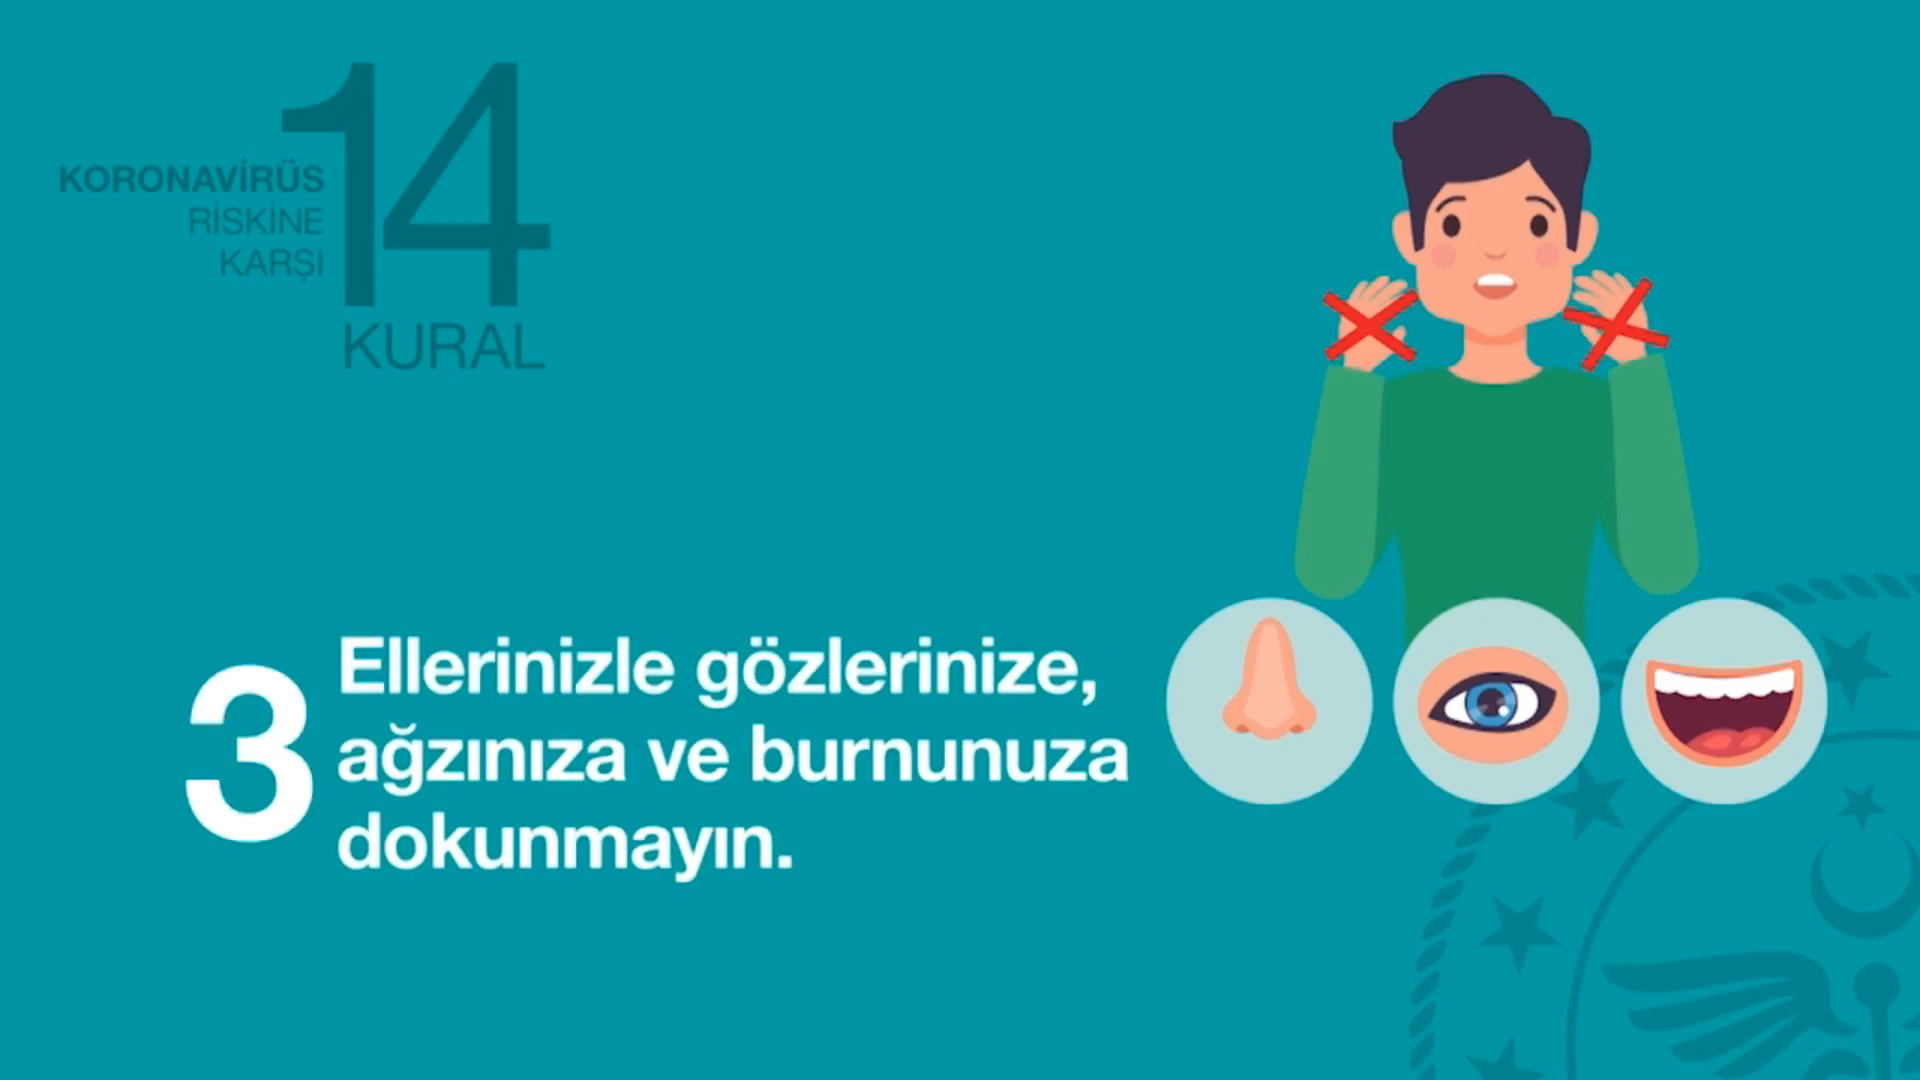 KORONAVİRÜS
RİSKİNE
KARŞI
14
KURAL
3
Ellerinizle gözlerinize,
ağzınıza ve burnunuza
dokunmayın.